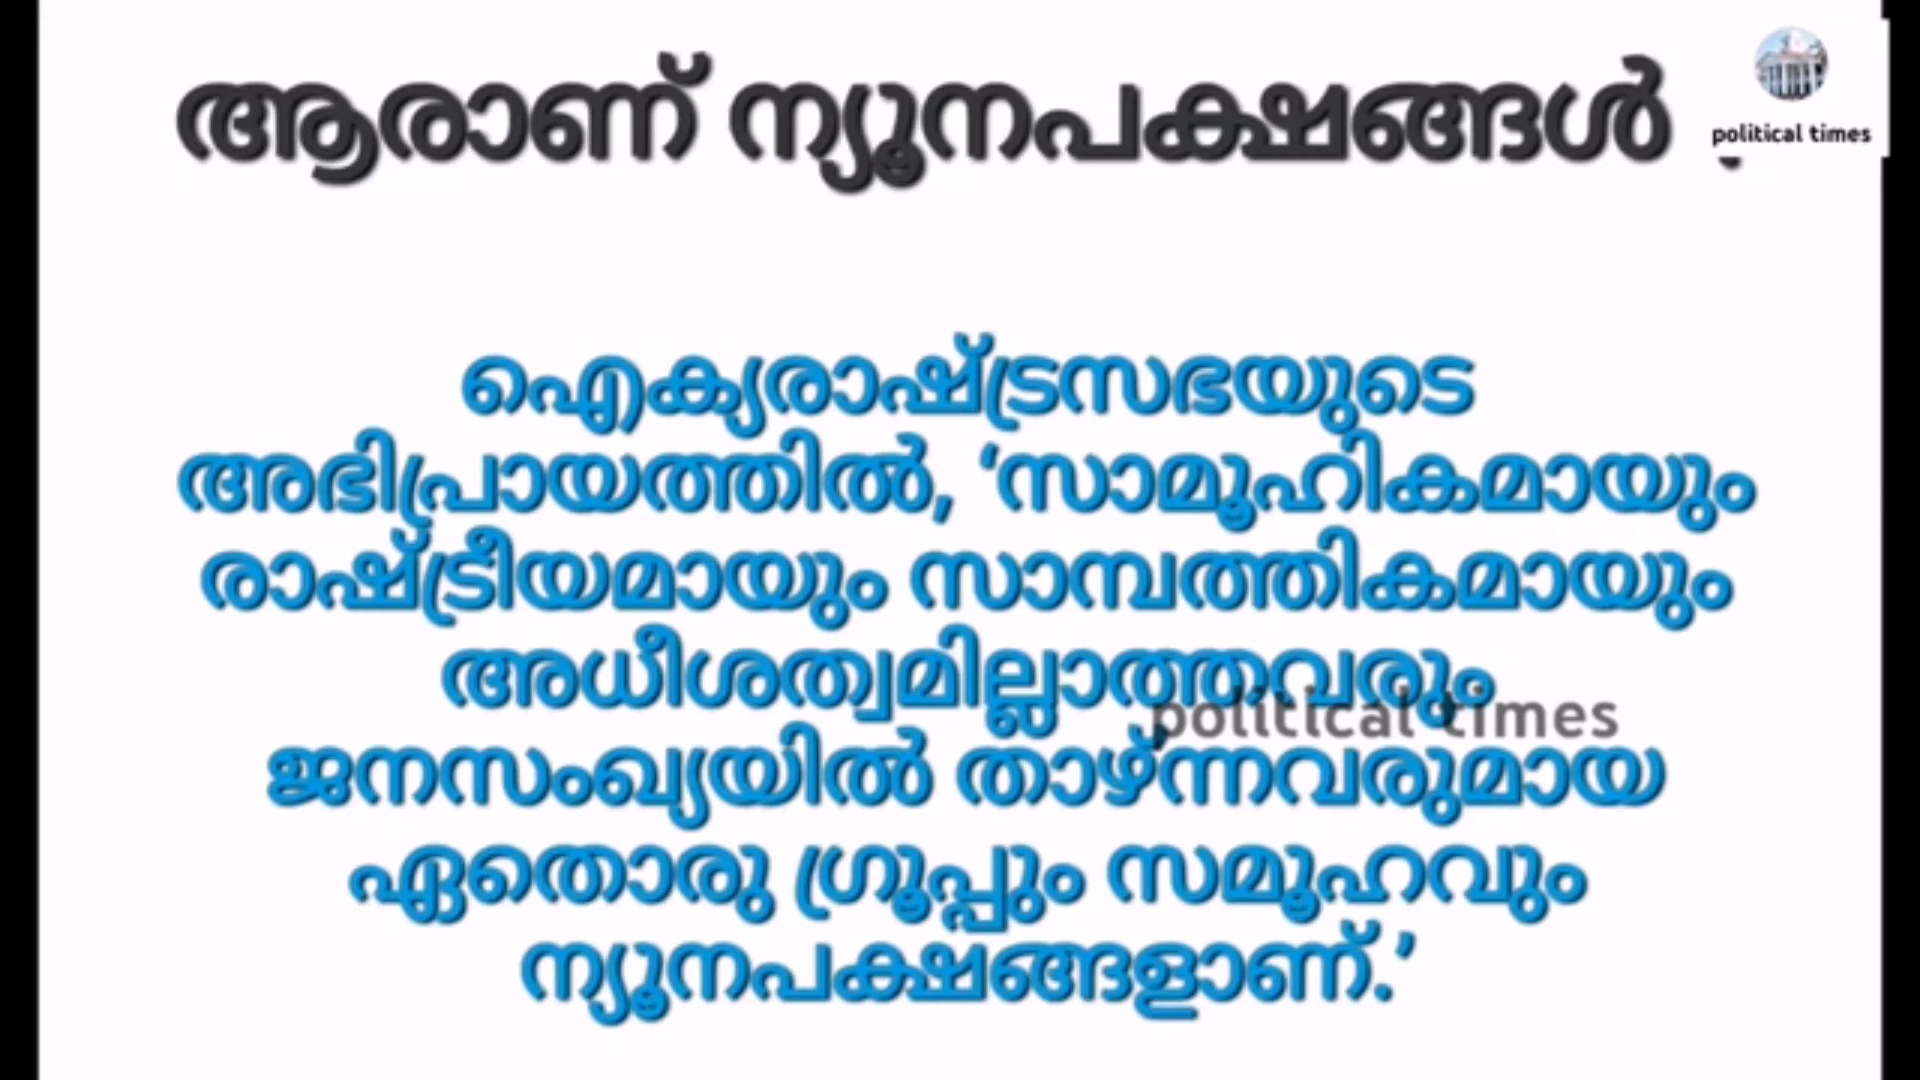 ആരാണ് ന്യൂനപക്ഷങ്ങൾ
political times
ഐക്യരാഷ്ട്രസഭയുടെ
അഭിപ്രായത്തിൽ, ‘സാമൂഹികമായും
രാഷ്ട്രീയമായും സാമ്പത്തികമായും
അധീശത്വമില്ലാത്തവരും
political times
ജനസംഖ്യയിൽ താഴ്ന്നവരുമായ
ഏതൊരു ഗ്രൂപ്പും സമൂഹവും
ന്യൂനപക്ഷങ്ങളാണ്.’